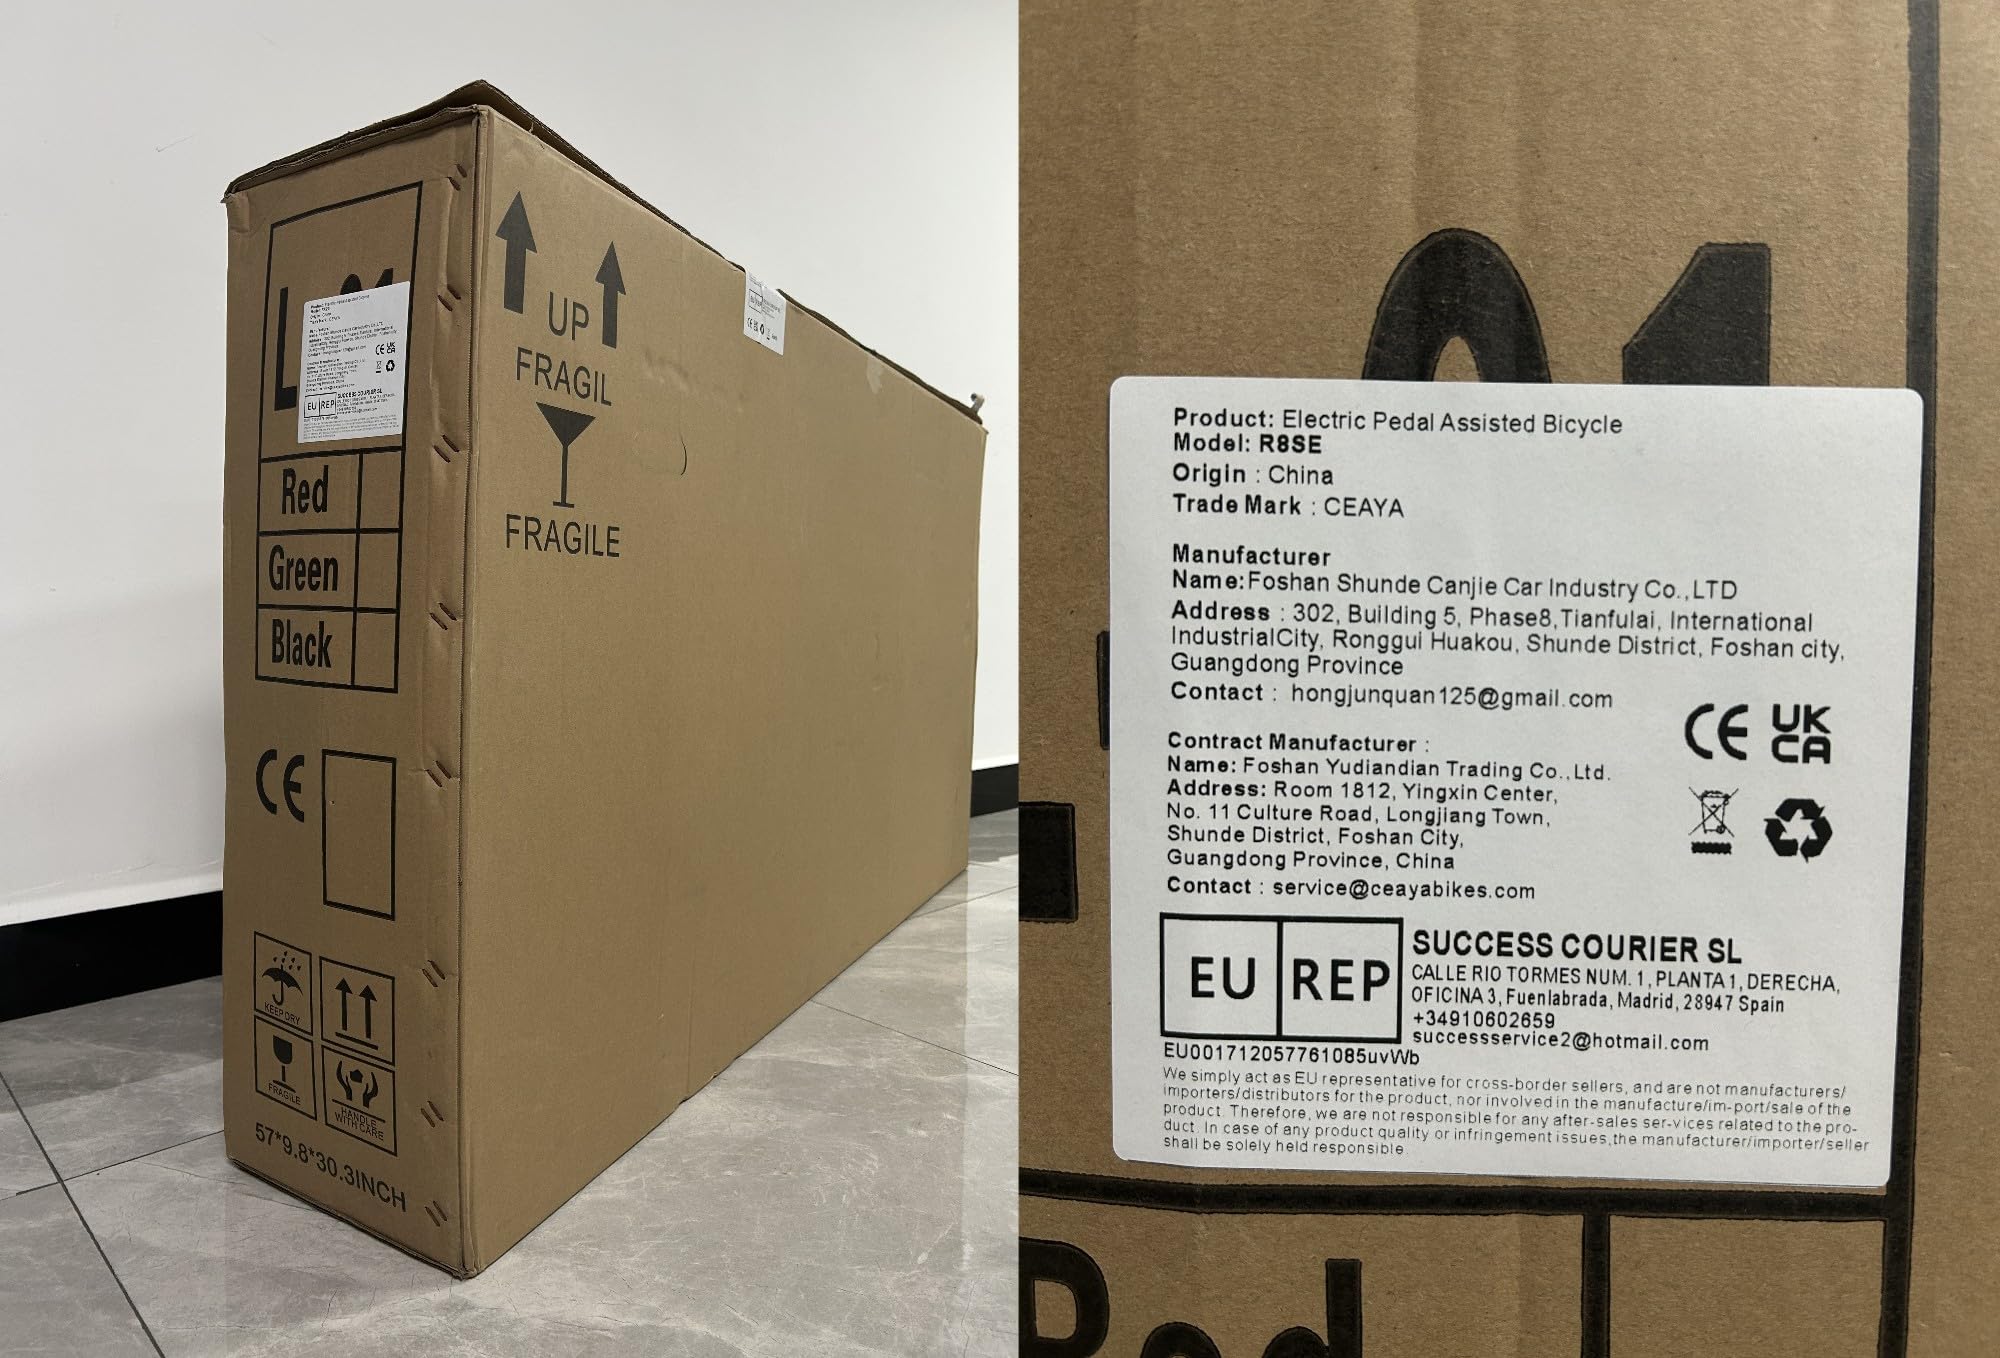 L
01
Red
Green
Black
CE
KEEP DRY
FRAGILE
HANDLE
WITH CARE
57*9.8*30.3INCH
UP
FRAGIL
FRAGILE
01
Product: Electric Pedal Assisted Bicycle
Model: R8SE
Origin : China
Trade Mark : CEAYA
Manufacturer
Name:Foshan Shunde Canjie Car Industry Co.,LTD
Address : 302, Building 5, Phase8,Tianfulai, International
IndustrialCity, Ronggui Huakou, Shunde District, Foshan city,
Guangdong Province
Contact : hongjunquan125@gmail.com
CE UK
CA
Contract Manufacturer :
Name: Foshan Yudiandian Trading Co.,Ltd.
Address: Room 1812, Yingxin Center,
No. 11 Culture Road, Longjiang Town,
Shunde District, Foshan City,
Guangdong Province, China
Contact : service@ceayabikes.com
EU REP
SUCCESS COURIER SL
CALLE RIO TORMES NUM. 1, PLANTA 1, DERECHA,
OFICINA 3, Fuenlabrada, Madrid, 28947 Spain
+34910602659
successservice2@hotmail.com
EU001712057761085uvWb
We simply act as EU representative for cross-border sellers, and are not manufacturers/
importers/distributors for the product, nor involved in the manufacture/im-port/sale of the
product. Therefore, we are not responsible for any after-sales ser-vices related to the pro-
duct. In case of any product quality or infringement issues,the manufacturer/importer/seller
shall be solely held responsible
Red